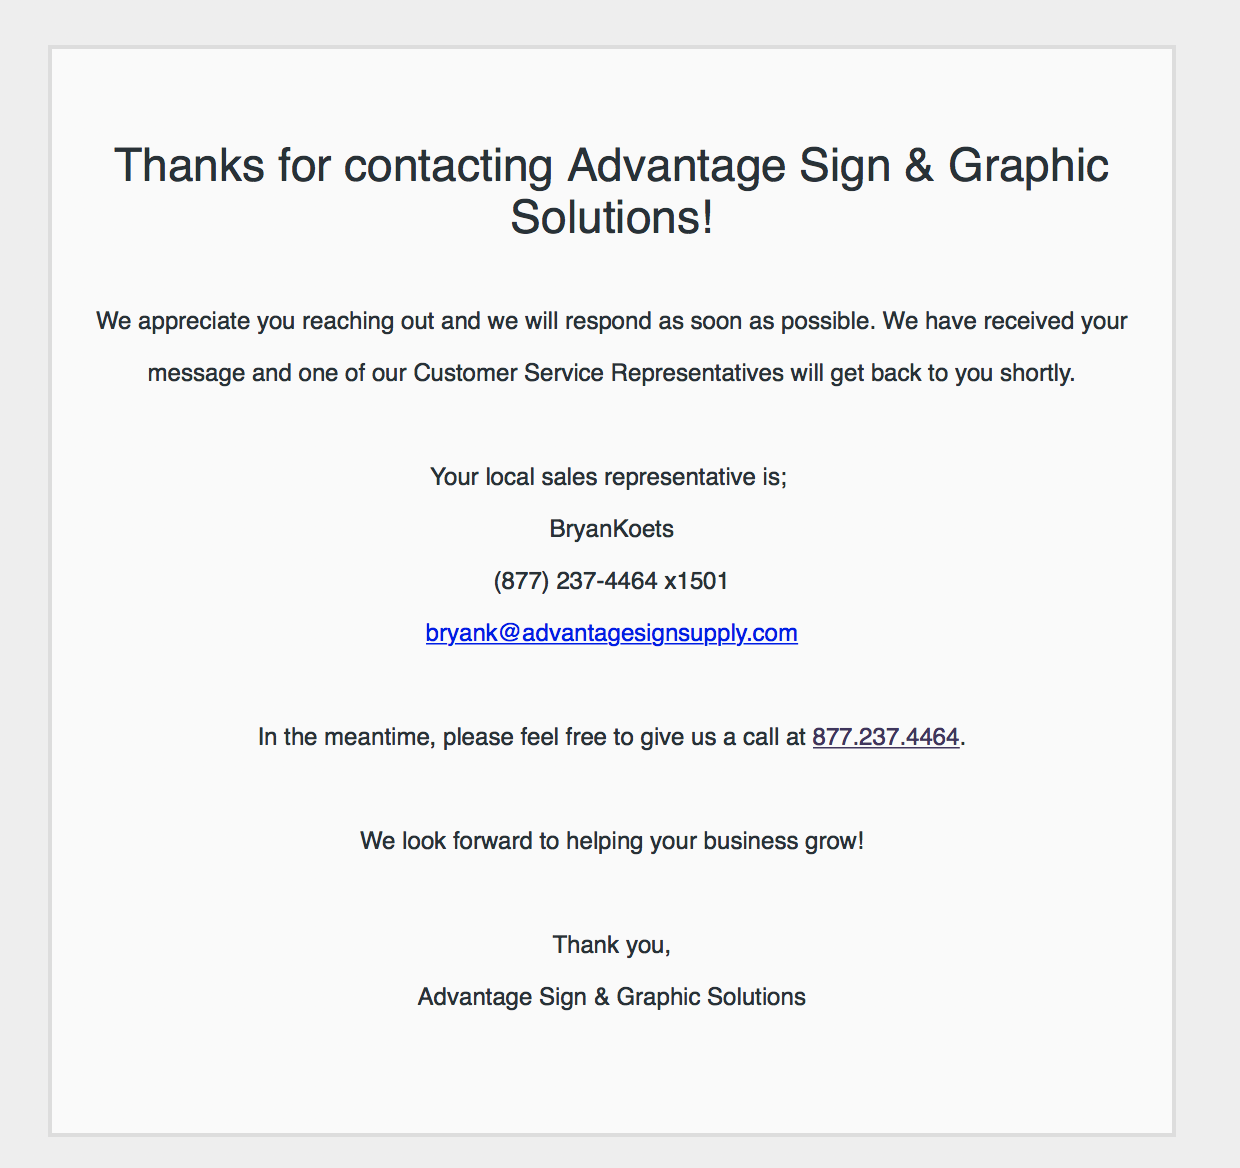 Thanks for contacting Advantage Sign & Graphic
Solutions!
We appreciate you reaching out and we will respond as soon as possible. We have received your
message and one of our Customer Service Representatives will get back to you shortly.
Your local sales representative is;
BryanKoets
(877) 237-4464 x1501
bryank@advantagesignsupply.com
In the meantime, please feel free to give us a call at 877.237.4464.
We look forward to helping your business grow!
Thank you,
Advantage Sign & Graphic Solutions